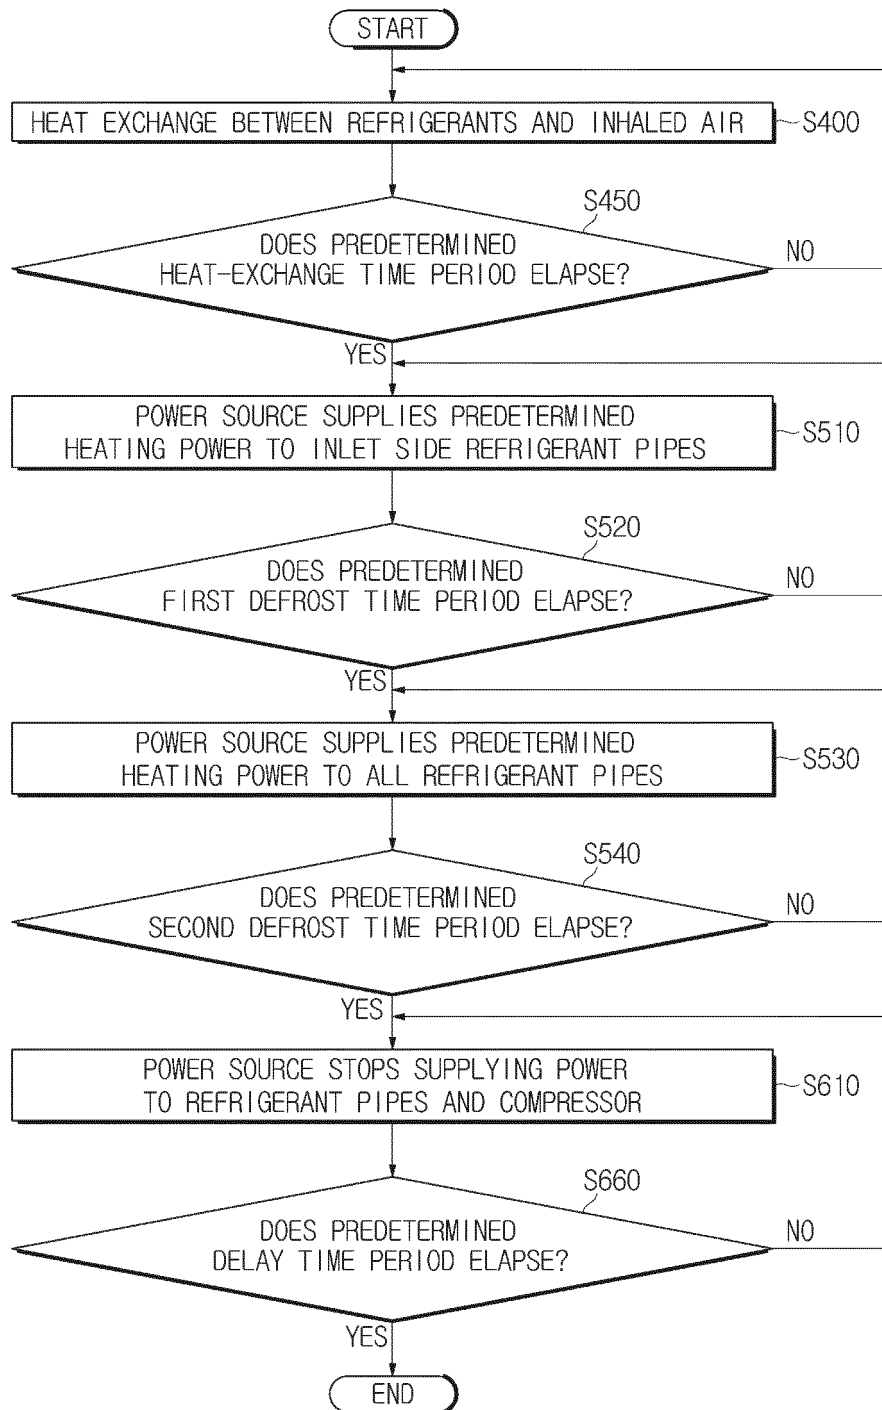 START
HEAT EXCHANGE BETWEEN REFRIGERANTS AND INHALED AIR
S400
S450
DOES PREDETERMINED
HEAT-EXCHANGE TIME PERIOD ELAPSE?
NO
YES
POWER SOURCE SUPPLIES PREDETERMINED
HEATING POWER TO INLET SIDE REFRIGERANT PIPES
S510
S520
DOES PREDETERMINED
FIRST DEFROST TIME PERIOD ELAPSE?
NO
YES
POWER SOURCE SUPPLIES PREDETERMINED
HEATING POWER TO ALL REFRIGERANT PIPES
S530
S540
DOES PREDETERMINED
SECOND DEFROST TIME PERIOD ELAPSE?
NO
YES
POWER SOURCE STOPS SUPPLYING POWER
TO REFRIGERANT PIPES AND COMPRESSOR
S610
S660
DOES PREDETERMINED
DELAY TIME PERIOD ELAPSE?
NO
YES
END